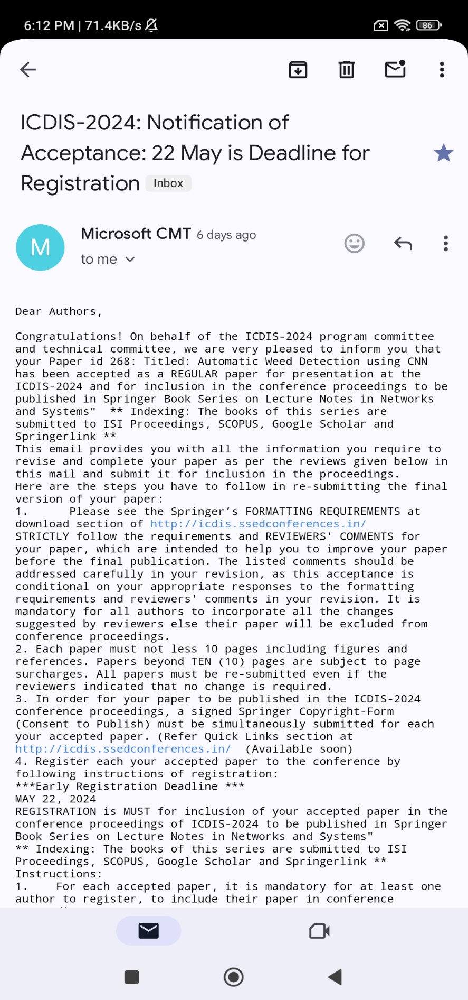 6:12 PM | 71.4KB/s
86
ICDIS-2024: Notification of
Acceptance: 22 May is Deadline for
Registration Inbox
M
Microsoft CMT 6 days ago
to me
Dear Authors,
Congratulations! On behalf of the ICDIS-2024 program committee
and technical committee, we are very pleased to inform you that
your Paper id 268: Titled: Automatic Weed Detection using CNN
has been accepted as a REGULAR paper for presentation at the
ICDIS-2024 and for inclusion in the conference proceedings to be
published in Springer Book Series on Lecture Notes in Networks
and Systems"  ** Indexing: The books of this series are
submitted to ISI Proceedings, SCOPUS, Google Scholar and
Springerlink **
This email provides you with all the information you require to
revise and complete your paper as per the reviews given below in
this mail and submit it for inclusion in the proceedings.
Here are the steps you have to follow in re-submitting the final
version of your paper:
1.      Please see the Springer’s FORMATTING REQUIREMENTS at
download section of http://icdis.ssedconferences.in/
STRICTLY follow the requirements and REVIEWERS' COMMENTS for
your paper, which are intended to help you to improve your paper
before the final publication. The listed comments should be
addressed carefully in your revision, as this acceptance is
conditional on your appropriate responses to the formatting
requirements and reviewers' comments in your revision. It is
mandatory for all authors to incorporate all the changes
suggested by reviewers else their paper will be excluded from
conference proceedings.
2. Each paper must not less 10 pages including figures and
references. Papers beyond TEN (10) pages are subject to page
surcharges. All papers must be re-submitted even if the
reviewers indicated that no change is required.
3. In order for your paper to be published in the ICDIS-2024
conference proceedings, a signed Springer Copyright-Form
(Consent to Publish) must be simultaneously submitted for each
your accepted paper. (Refer Quick Links section at
http://icdis.ssedconferences.in/  (Available soon)
4. Register each your accepted paper to the conference by
following instructions of registration:
***Early Registration Deadline ***
MAY 22, 2024
REGISTRATION is MUST for inclusion of your accepted paper in the
conference proceedings of ICDIS-2024 to be published in Springer
Book Series on Lecture Notes in Networks and Systems"
** Indexing: The books of this series are submitted to ISI
Proceedings, SCOPUS, Google Scholar and Springerlink **
Instructions:
1.    For each accepted paper, it is mandatory for at least one
author to register, to include their paper in conference